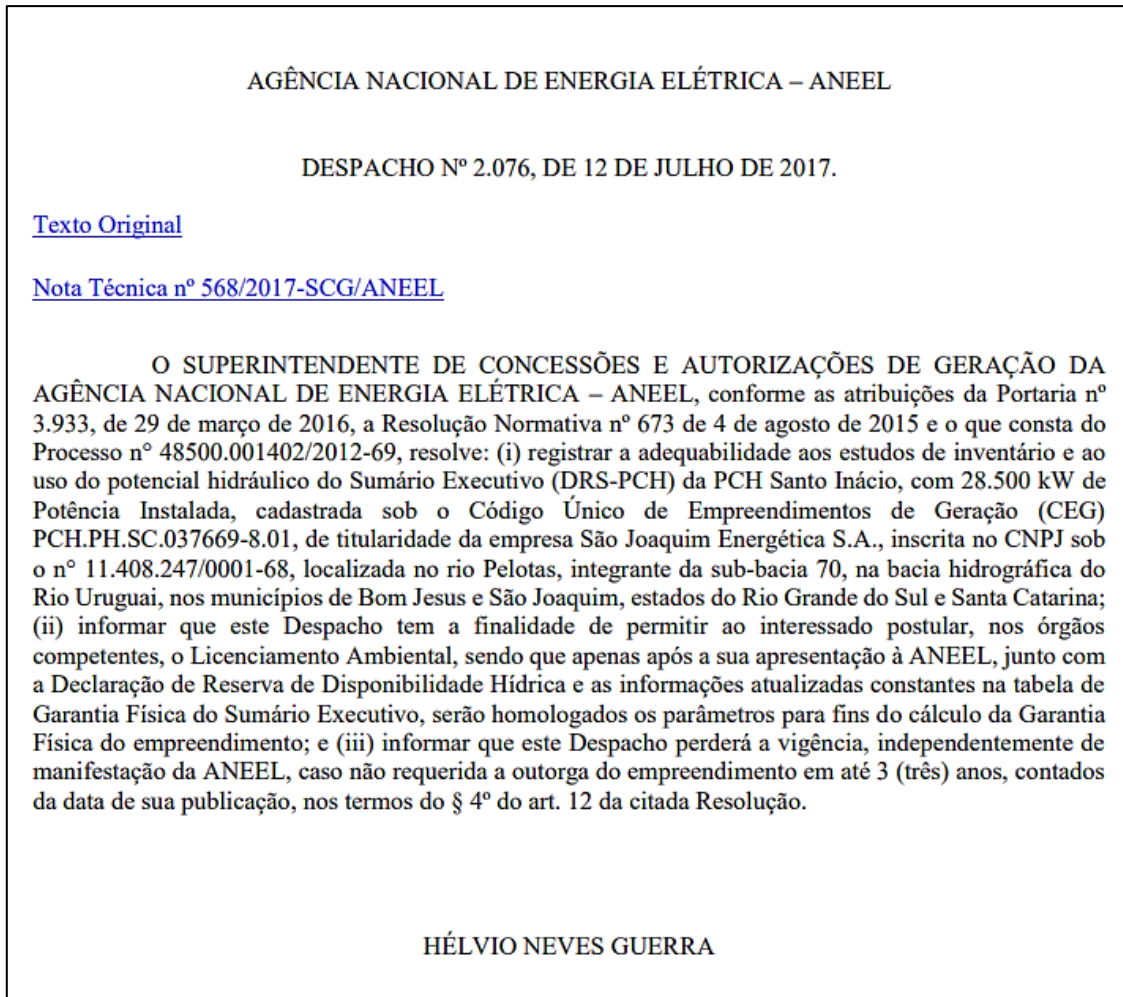 AGÊNCIA NACIONAL DE ENERGIA ELÉTRICA – ANEEL
DESPACHO Nº 2.076, DE 12 DE JULHO DE 2017.
Texto Original
Nota Técnica nº 568/2017-SCG/ANEEL
O SUPERINTENDENTE DE CONCESSÕES E AUTORIZAÇÕES DE GERAÇÃO DA
AGÊNCIA NACIONAL DE ENERGIA ELÉTRICA – ANEEL, conforme as atribuições da Portaria nº
3.933, de 29 de março de 2016, a Resolução Normativa nº 673 de 4 de agosto de 2015 e o que consta do
Processo n° 48500.001402/2012-69, resolve: (i) registrar a adequabilidade aos estudos de inventário e ao
uso do potencial hidráulico do Sumário Executivo (DRS-PCH) da PCH Santo Inácio, com 28.500 kW de
Potência Instalada, cadastrada sob o Código Único de Empreendimentos de Geração (CEG)
PCH.PH.SC.037669-8.01, de titularidade da empresa São Joaquim Energética S.A., inscrita no CNPJ sob
o n° 11.408.247/0001-68, localizada no rio Pelotas, integrante da sub-bacia 70, na bacia hidrográfica do
Rio Uruguai, nos municípios de Bom Jesus e São Joaquim, estados do Rio Grande do Sul e Santa Catarina;
(ii) informar que este Despacho tem a finalidade de permitir ao interessado postular, nos órgãos
competentes, o Licenciamento Ambiental, sendo que apenas após a sua apresentação à ANEEL, junto com
a Declaração de Reserva de Disponibilidade Hídrica e as informações atualizadas constantes na tabela de
Garantia Física do Sumário Executivo, serão homologados os parâmetros para fins do cálculo da Garantia
Física do empreendimento; e (iii) informar que este Despacho perderá a vigência, independentemente de
manifestação da ANEEL, caso não requerida a outorga do empreendimento em até 3 (três) anos, contados
da data de sua publicação, nos termos do § 4º do art. 12 da citada Resolução.
HÉLVIO NEVES GUERRA